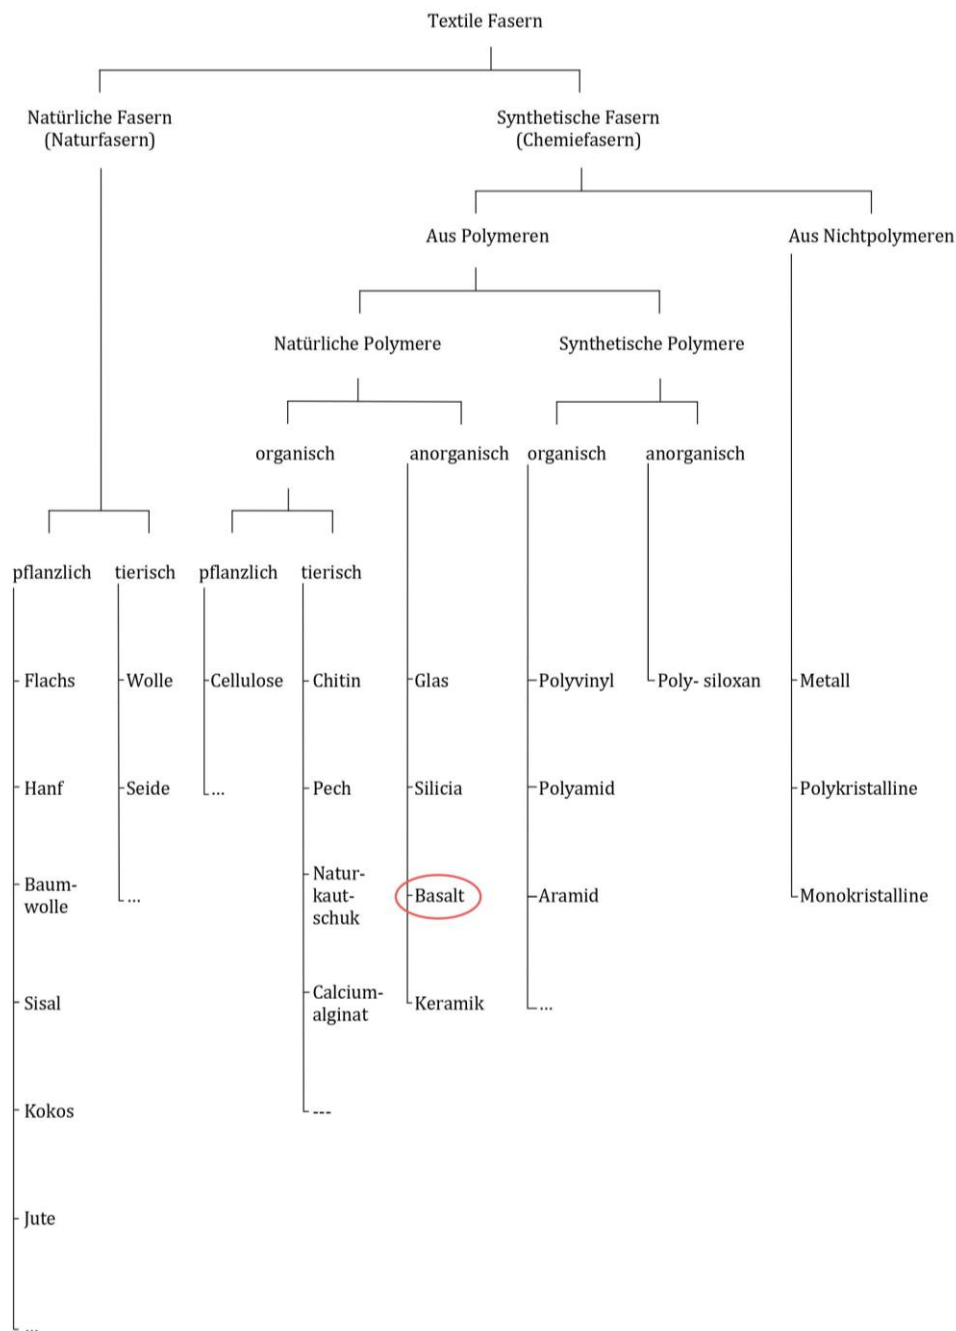 Textile Fasern
Natürliche Fasern
(Naturfasern)
Synthetische Fasern
(Chemiefasern)
Aus Polymeren
Aus Nichtpolymeren
Natürliche Polymere
Synthetische Polymere
organisch
anorganisch
organisch
anorganisch
pflanzlich
tierisch
pflanzlich
tierisch
Flachs
Wolle
Cellulose
Chitin
Glas
Polyvinyl
Poly- siloxan
Metall
Hanf
Seide
...
Pech
Silicia
Polyamid
Polykristalline
Baum-
wolle
...
Natur-
kaut-
schuk
Basalt
Aramid
Monokristalline
Sisal
Calcium-
alginat
Keramik
...
Kokos
---
Jute
...